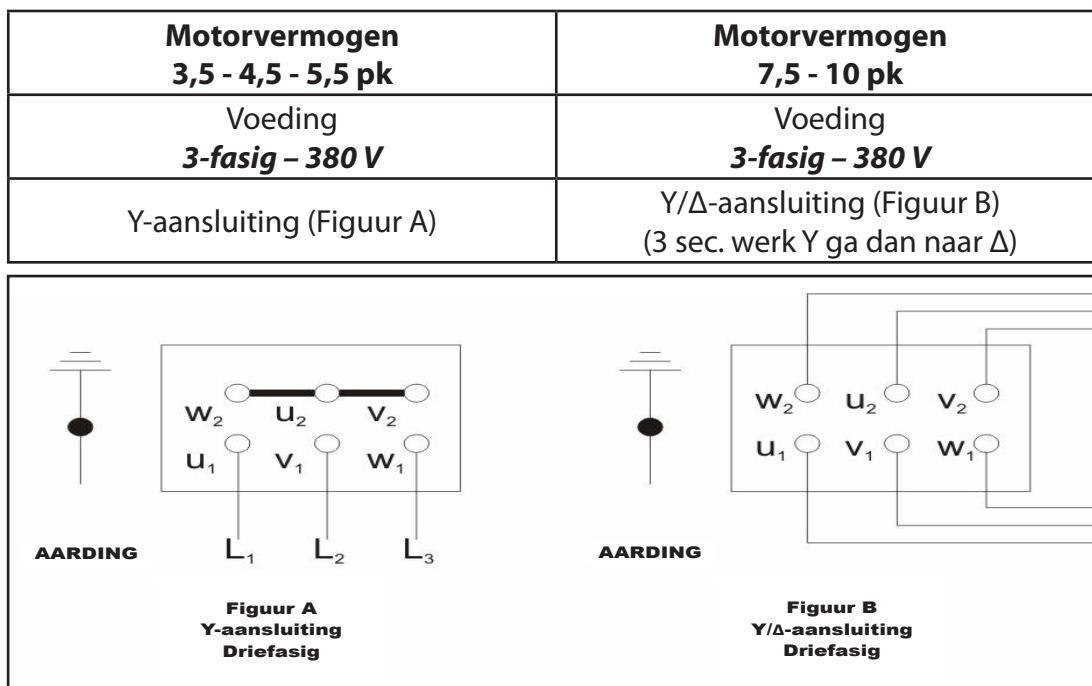 Motorvermogen
3,5 - 4,5 - 5,5 pk
Motorvermogen
7,5 - 10 pk
Voeding
3-fasig – 380 V
Voeding
3-fasig – 380 V
Y-aansluiting (Figuur A)
Y/Δ-aansluiting (Figuur B)
(3 sec. werk Y ga dan naar Δ)
W₂ U₂ V₂
U₁ V₁ W₁
L₁ L₂ L₃
AARDING
Figuur A
Y-aansluiting
Driefasig
W₂ U₂ V₂
U₁ V₁ W₁
AARDING
Figuur B
Y/Δ-aansluiting
Driefasig